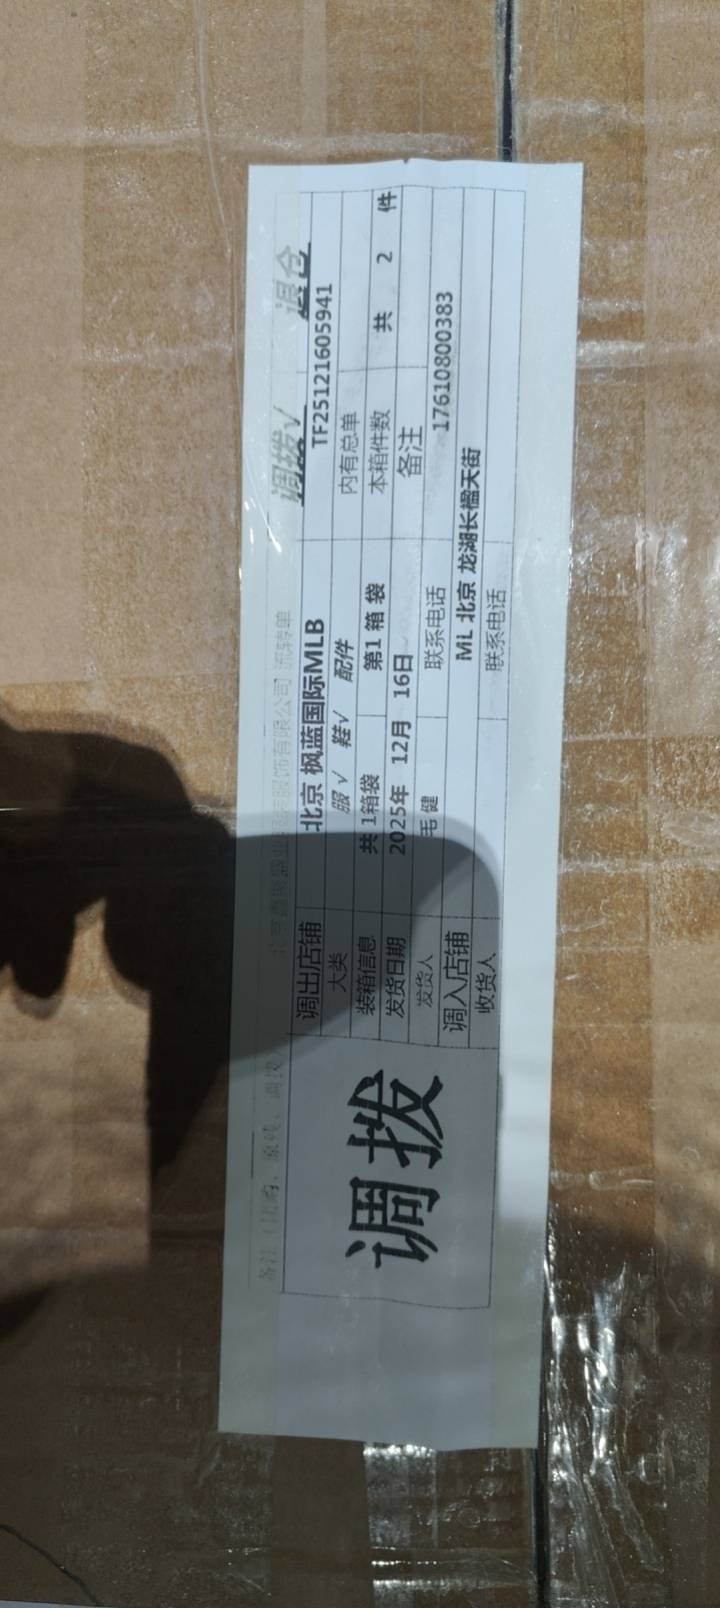 调拨√ 退仓
流转单
调出店铺 北京 枫蓝国际MLB TF25121605941
大类 服√ 鞋√ 配件 内有总单
装箱信息 共 1箱袋 第1 箱 袋 本箱件数 共 2 件
发货日期 2025年 12月 16日 备注
发货人 毛 健 联系电话 17610800383
调入店铺 ML 北京 龙湖长楹天街
收货人 联系电话
调拨